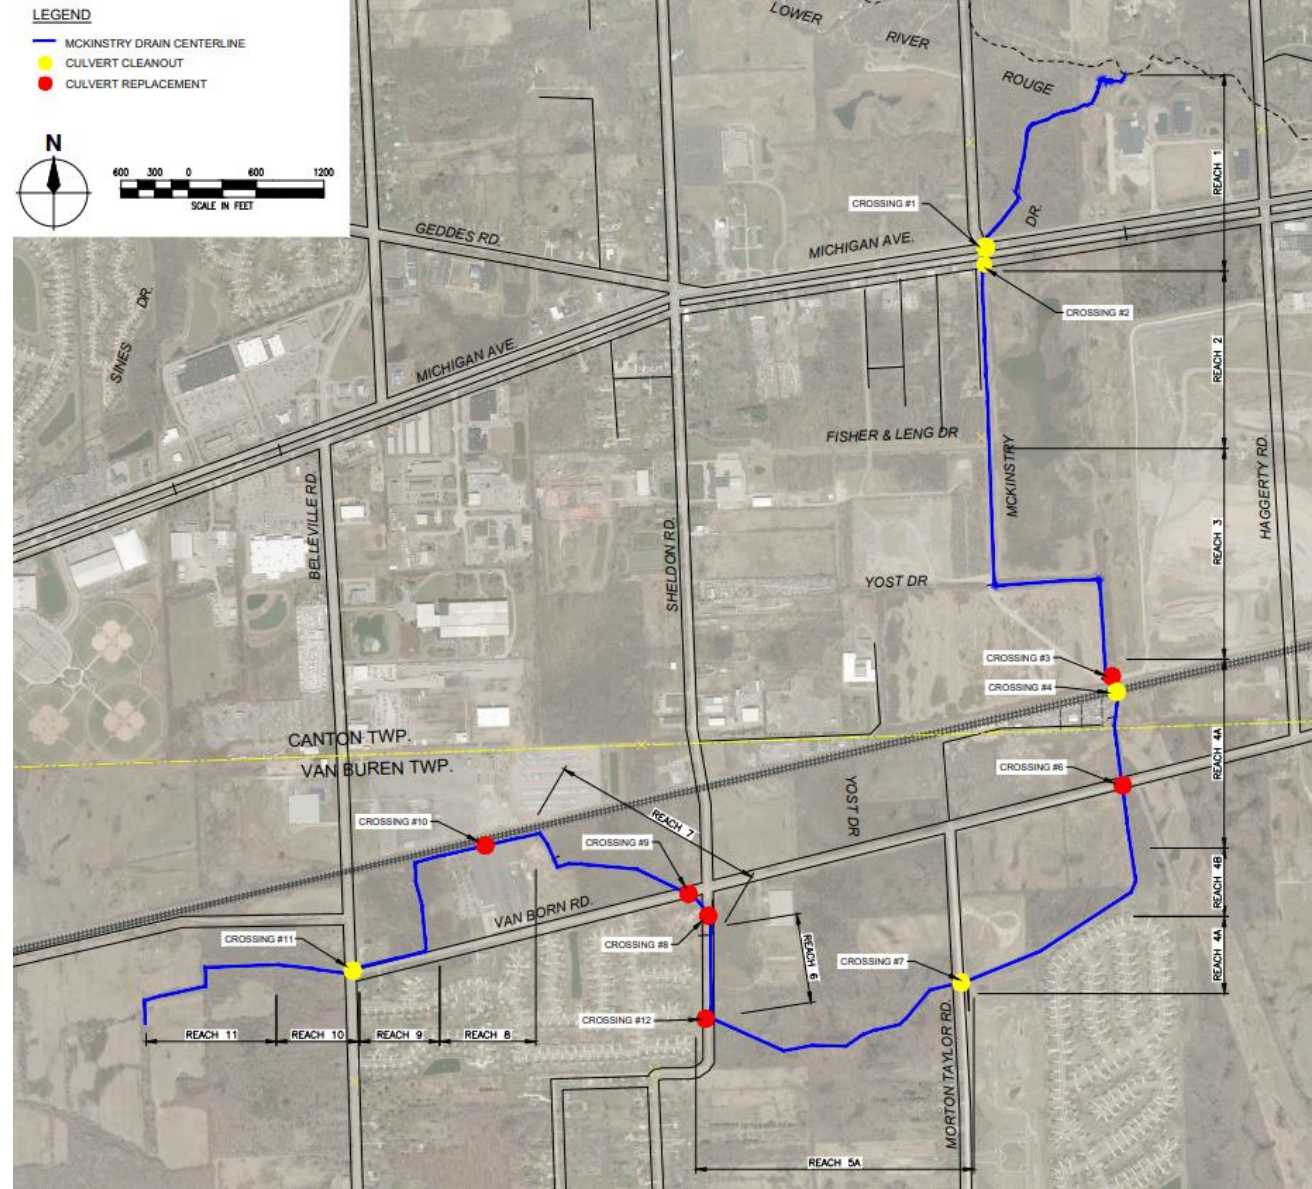 LEGEND
MCKINSTRY DRAIN CENTERLINE
CULVERT CLEANOUT
CULVERT REPLACEMENT
N
600 300 0 600 1200
SCALE IN FEET
LOWER
RIVER
ROUGE
REACH 1
CROSSING #1
DR.
GEDDES RD.
MICHIGAN AVE.
CROSSING #2
SINES DR.
MICHIGAN AVE.
REACH 2
FISHER & LENG DR
MCKINSTRY
HAGGERTY RD.
BELLEVILLE RD.
SHELDON RD.
REACH 3
YOST DR
CROSSING #3
CROSSING #4
CANTON TWP.
VAN BUREN TWP.
REACH 4A
CROSSING #6
YOST DR
CROSSING #10
REACH 7
CROSSING #9
REACH 4B
VAN BORN RD.
CROSSING #11
CROSSING #8
REACH 6
CROSSING #7
REACH 4A
CROSSING #12
REACH 11
REACH 10
REACH 9
REACH 8
MORTON TAYLOR RD.
REACH 5A